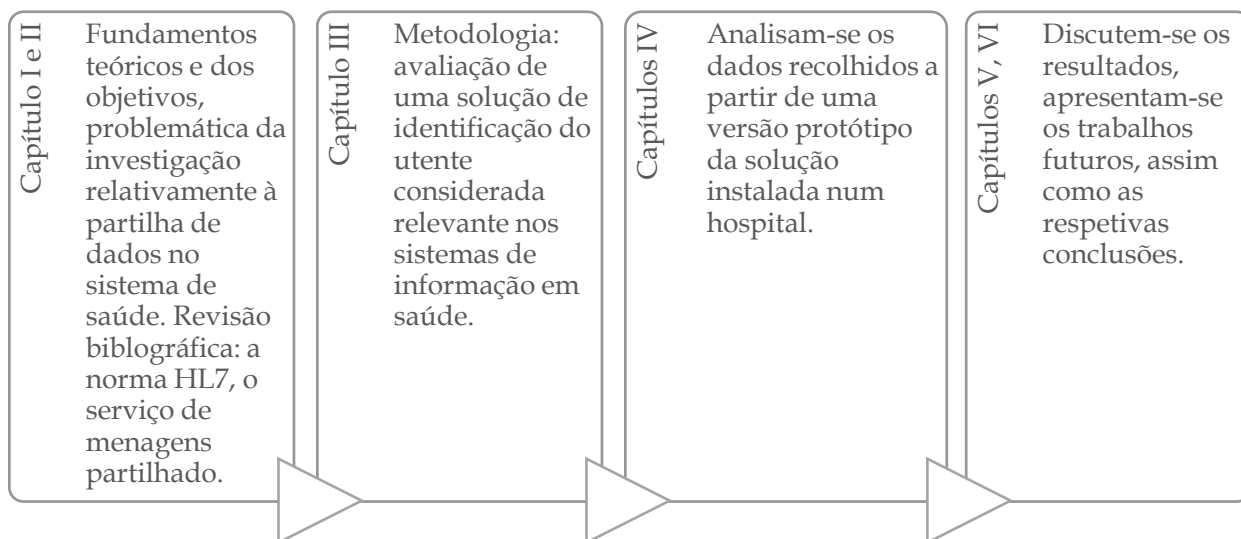 Capítulo I e II
Fundamentos
teóricos e dos
objetivos,
problemática da
investigação
relativamente à
partilha de
dados no
sistema de
saúde. Revisão
biblográfica: a
norma HL7, o
serviço de
menagens
partilhado.
Capítulo III
Metodologia:
avaliação de
uma solução de
identificação do
utente
considerada
relevante nos
sistemas de
informação em
saúde.
Capítulos IV
Analisam-se os
dados recolhidos a
partir de uma
versão protótipo
da solução
instalada num
hospital.
Capítulos V, VI
Discutem-se os
resultados,
apresentam-se
os trabalhos
futuros, assim
como as
respetivas
conclusões.